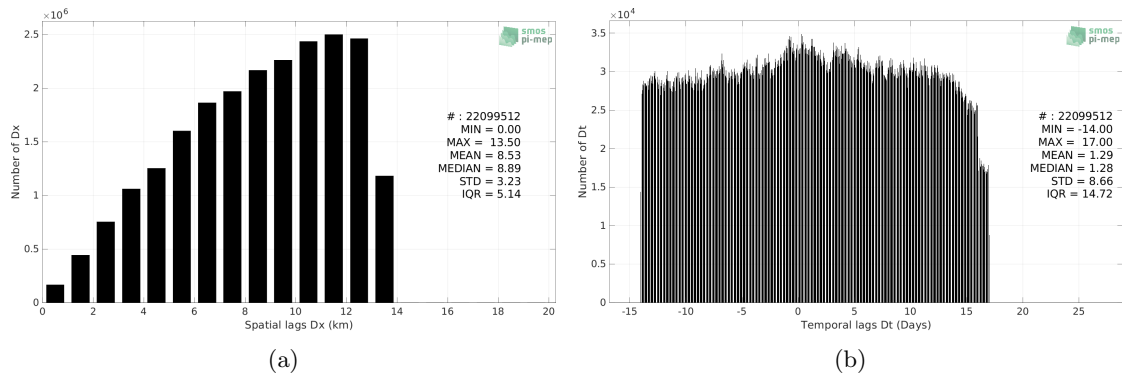 ×10⁶
2.5
2
1.5
1
0.5
0
Number of Dx
0 2 4 6 8 10 12 14 16 18 20
Spatial lags Dx (km)
smos
pi-mep
# : 22099512
MIN = 0.00
MAX = 13.50
MEAN = 8.53
MEDIAN = 8.89
STD = 3.23
IQR = 5.14
(a)
×10⁴
3.5
3
2.5
2
1.5
1
0.5
0
Number of Dt
-15 -10 -5 0 5 10 15 20 25
Temporal lags Dt (Days)
smos
pi-mep
# : 22099512
MIN = -14.00
MAX = 17.00
MEAN = 1.29
MEDIAN = 1.28
STD = 8.66
IQR = 14.72
(b)